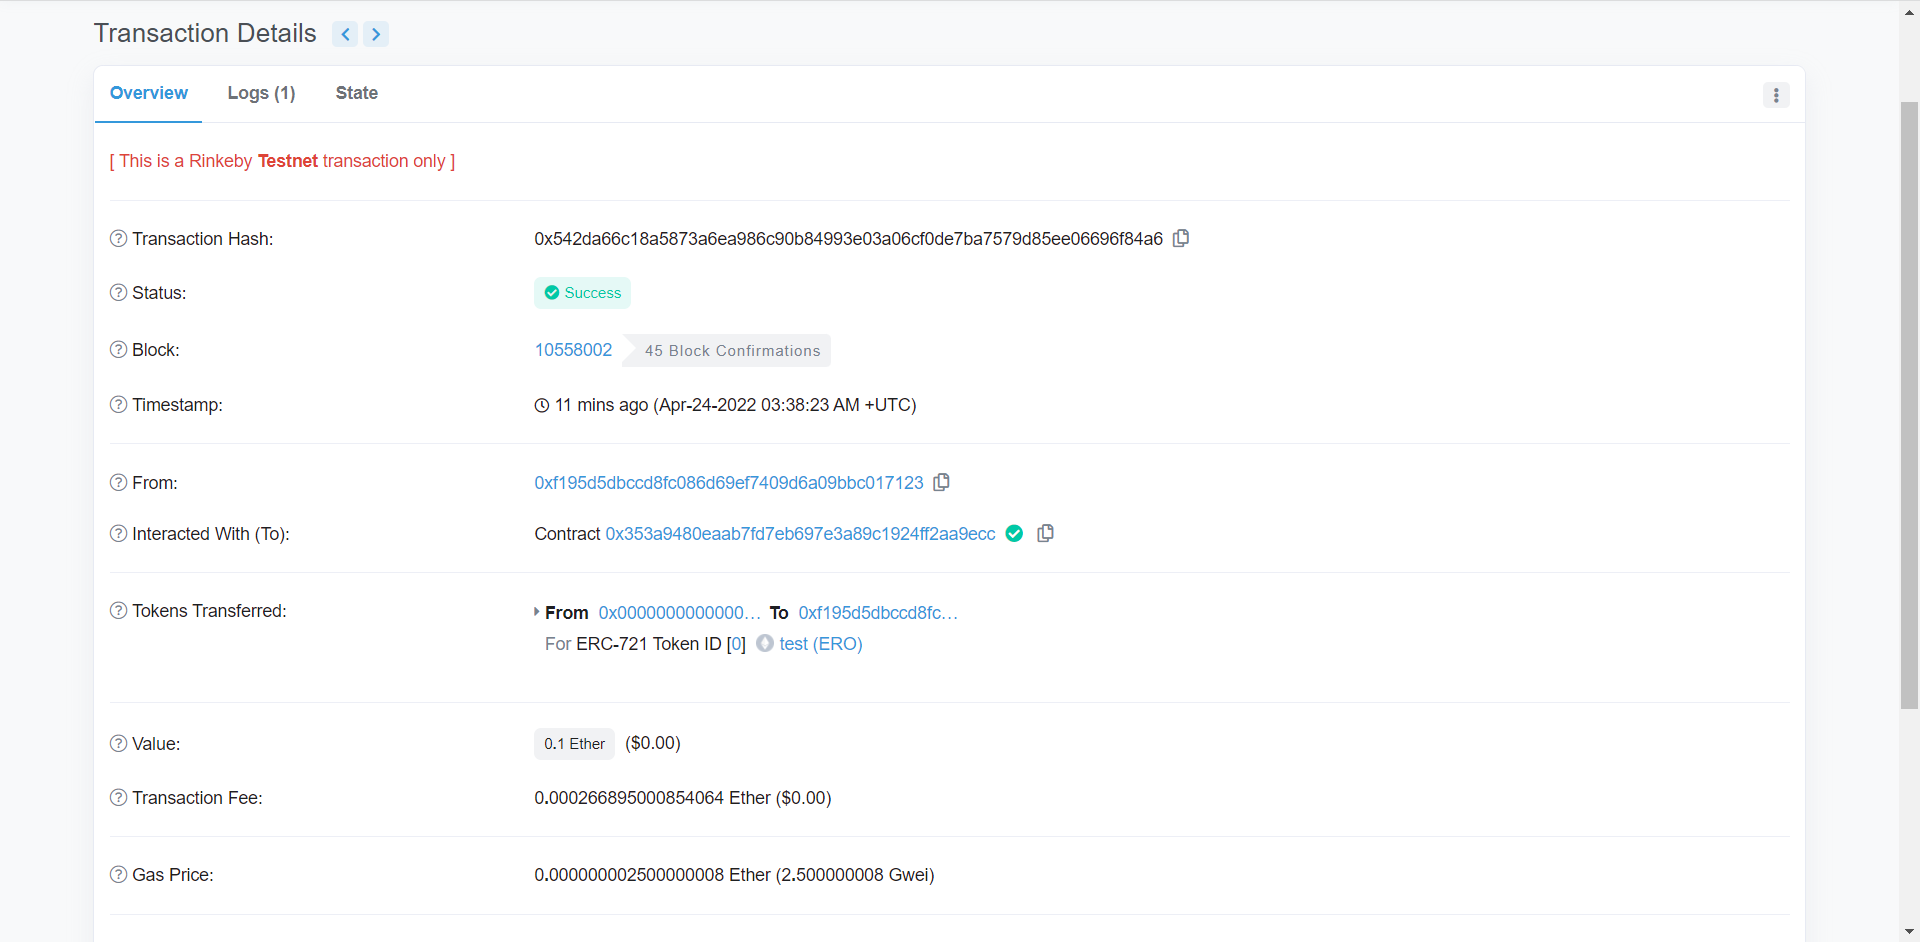 Transaction Details
Overview Logs (1) State
[ This is a Rinkeby Testnet transaction only ]
Transaction Hash: 0x542da66c18a5873a6ea986c90b84993e03a06cf0de7ba7579d85ee06696f84a6
Status: Success
Block: 10558002 45 Block Confirmations
Timestamp: 11 mins ago (Apr-24-2022 03:38:23 AM +UTC)
From: 0xf195d5dbccd8fc086d69ef7409d6a09bbc017123
Interacted With (To): Contract 0x353a9480eaab7fd7eb697e3a89c1924ff2aa9ecc
Tokens Transferred: From 0x0000000000000... To 0xf195d5dbccd8fc...
For ERC-721 Token ID [0] test (ERO)
Value: 0.1 Ether ($0.00)
Transaction Fee: 0.000266895000854064 Ether ($0.00)
Gas Price: 0.000000002500000008 Ether (2.500000008 Gwei)